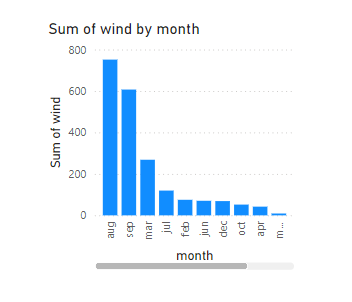 Sum of wind by month
Sum of wind
800
600
400
200
0
aug
sep
mar
jul
feb
jun
dec
oct
apr
m...
month